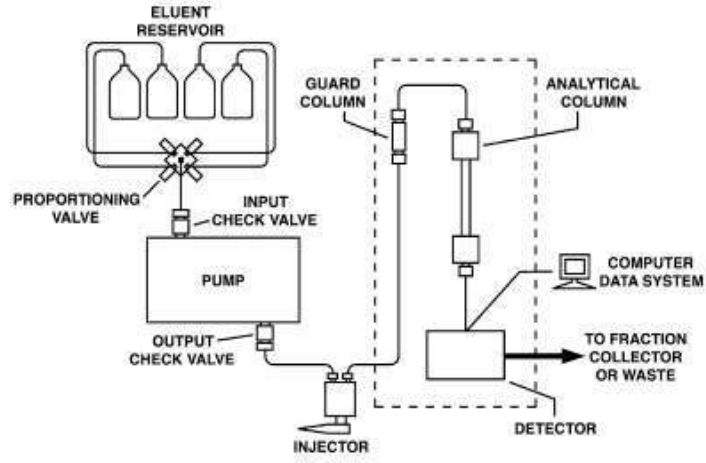 ELUENT
RESERVOIR
GUARD
COLUMN
ANALYTICAL
COLUMN
PROPORTIONING
VALVE
INPUT
CHECK VALVE
PUMP
COMPUTER
DATA SYSTEM
OUTPUT
CHECK VALVE
TO FRACTION
COLLECTOR
OR WASTE
INJECTOR
DETECTOR